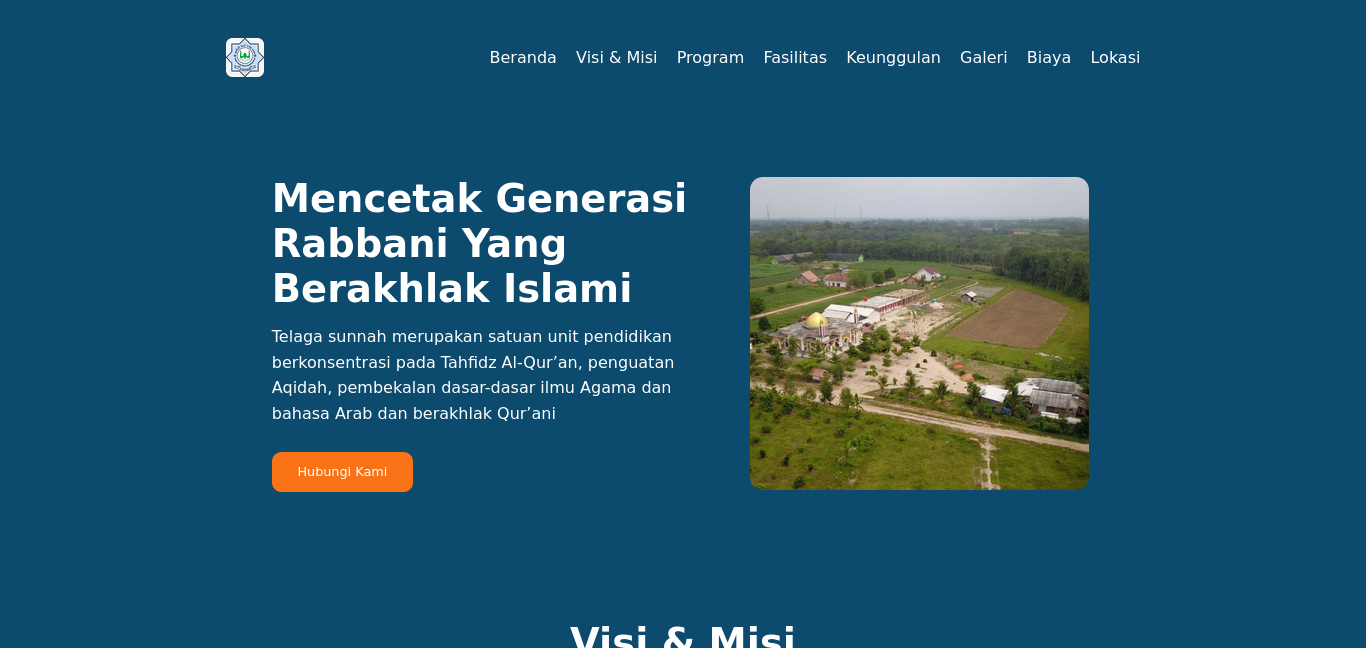 Beranda Visi & Misi Program Fasilitas Keunggulan Galeri Biaya Lokasi
Mencetak Generasi
Rabbani Yang
Berakhlak Islami
Telaga sunnah merupakan satuan unit pendidikan
berkonsentrasi pada Tahfidz Al-Qur’an, penguatan
Aqidah, pembekalan dasar-dasar ilmu Agama dan
bahasa Arab dan berakhlak Qur’ani
Hubungi Kami
Visi & Misi